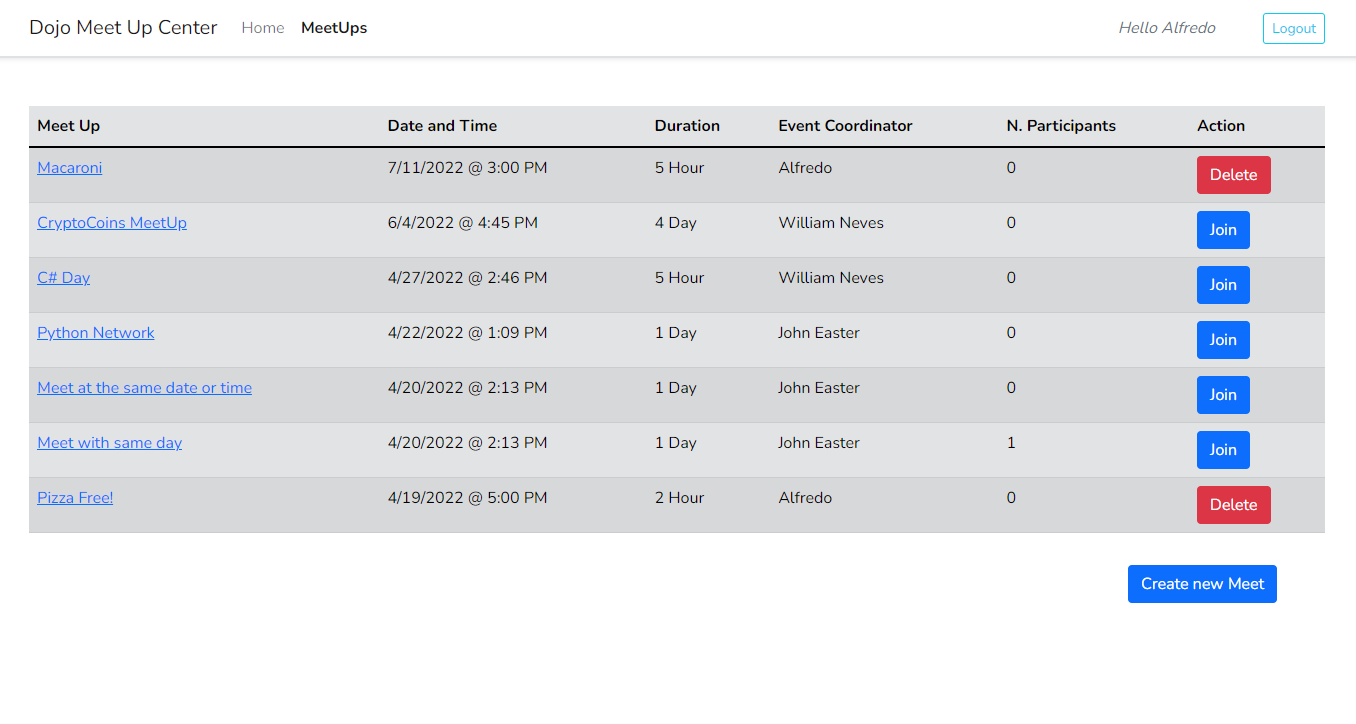 Dojo Meet Up Center Home MeetUps Hello Alfredo Logout
Meet Up Date and Time Duration Event Coordinator N. Participants Action
Macaroni 7/11/2022 @ 3:00 PM 5 Hour Alfredo 0 Delete
CryptoCoins MeetUp 6/4/2022 @ 4:45 PM 4 Day William Neves 0 Join
C# Day 4/27/2022 @ 2:46 PM 5 Hour William Neves 0 Join
Python Network 4/22/2022 @ 1:09 PM 1 Day John Easter 0 Join
Meet at the same date or time 4/20/2022 @ 2:13 PM 1 Day John Easter 0 Join
Meet with same day 4/20/2022 @ 2:13 PM 1 Day John Easter 1 Join
Pizza Free! 4/19/2022 @ 5:00 PM 2 Hour Alfredo 0 Delete
Create new Meet